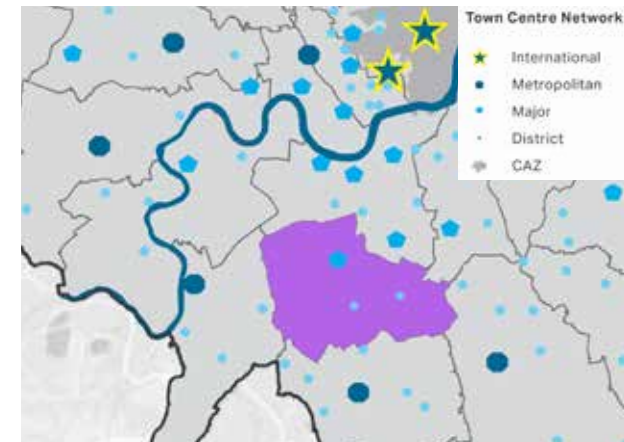 Town Centre Network
International
Metropolitan
Major
District
CAZ